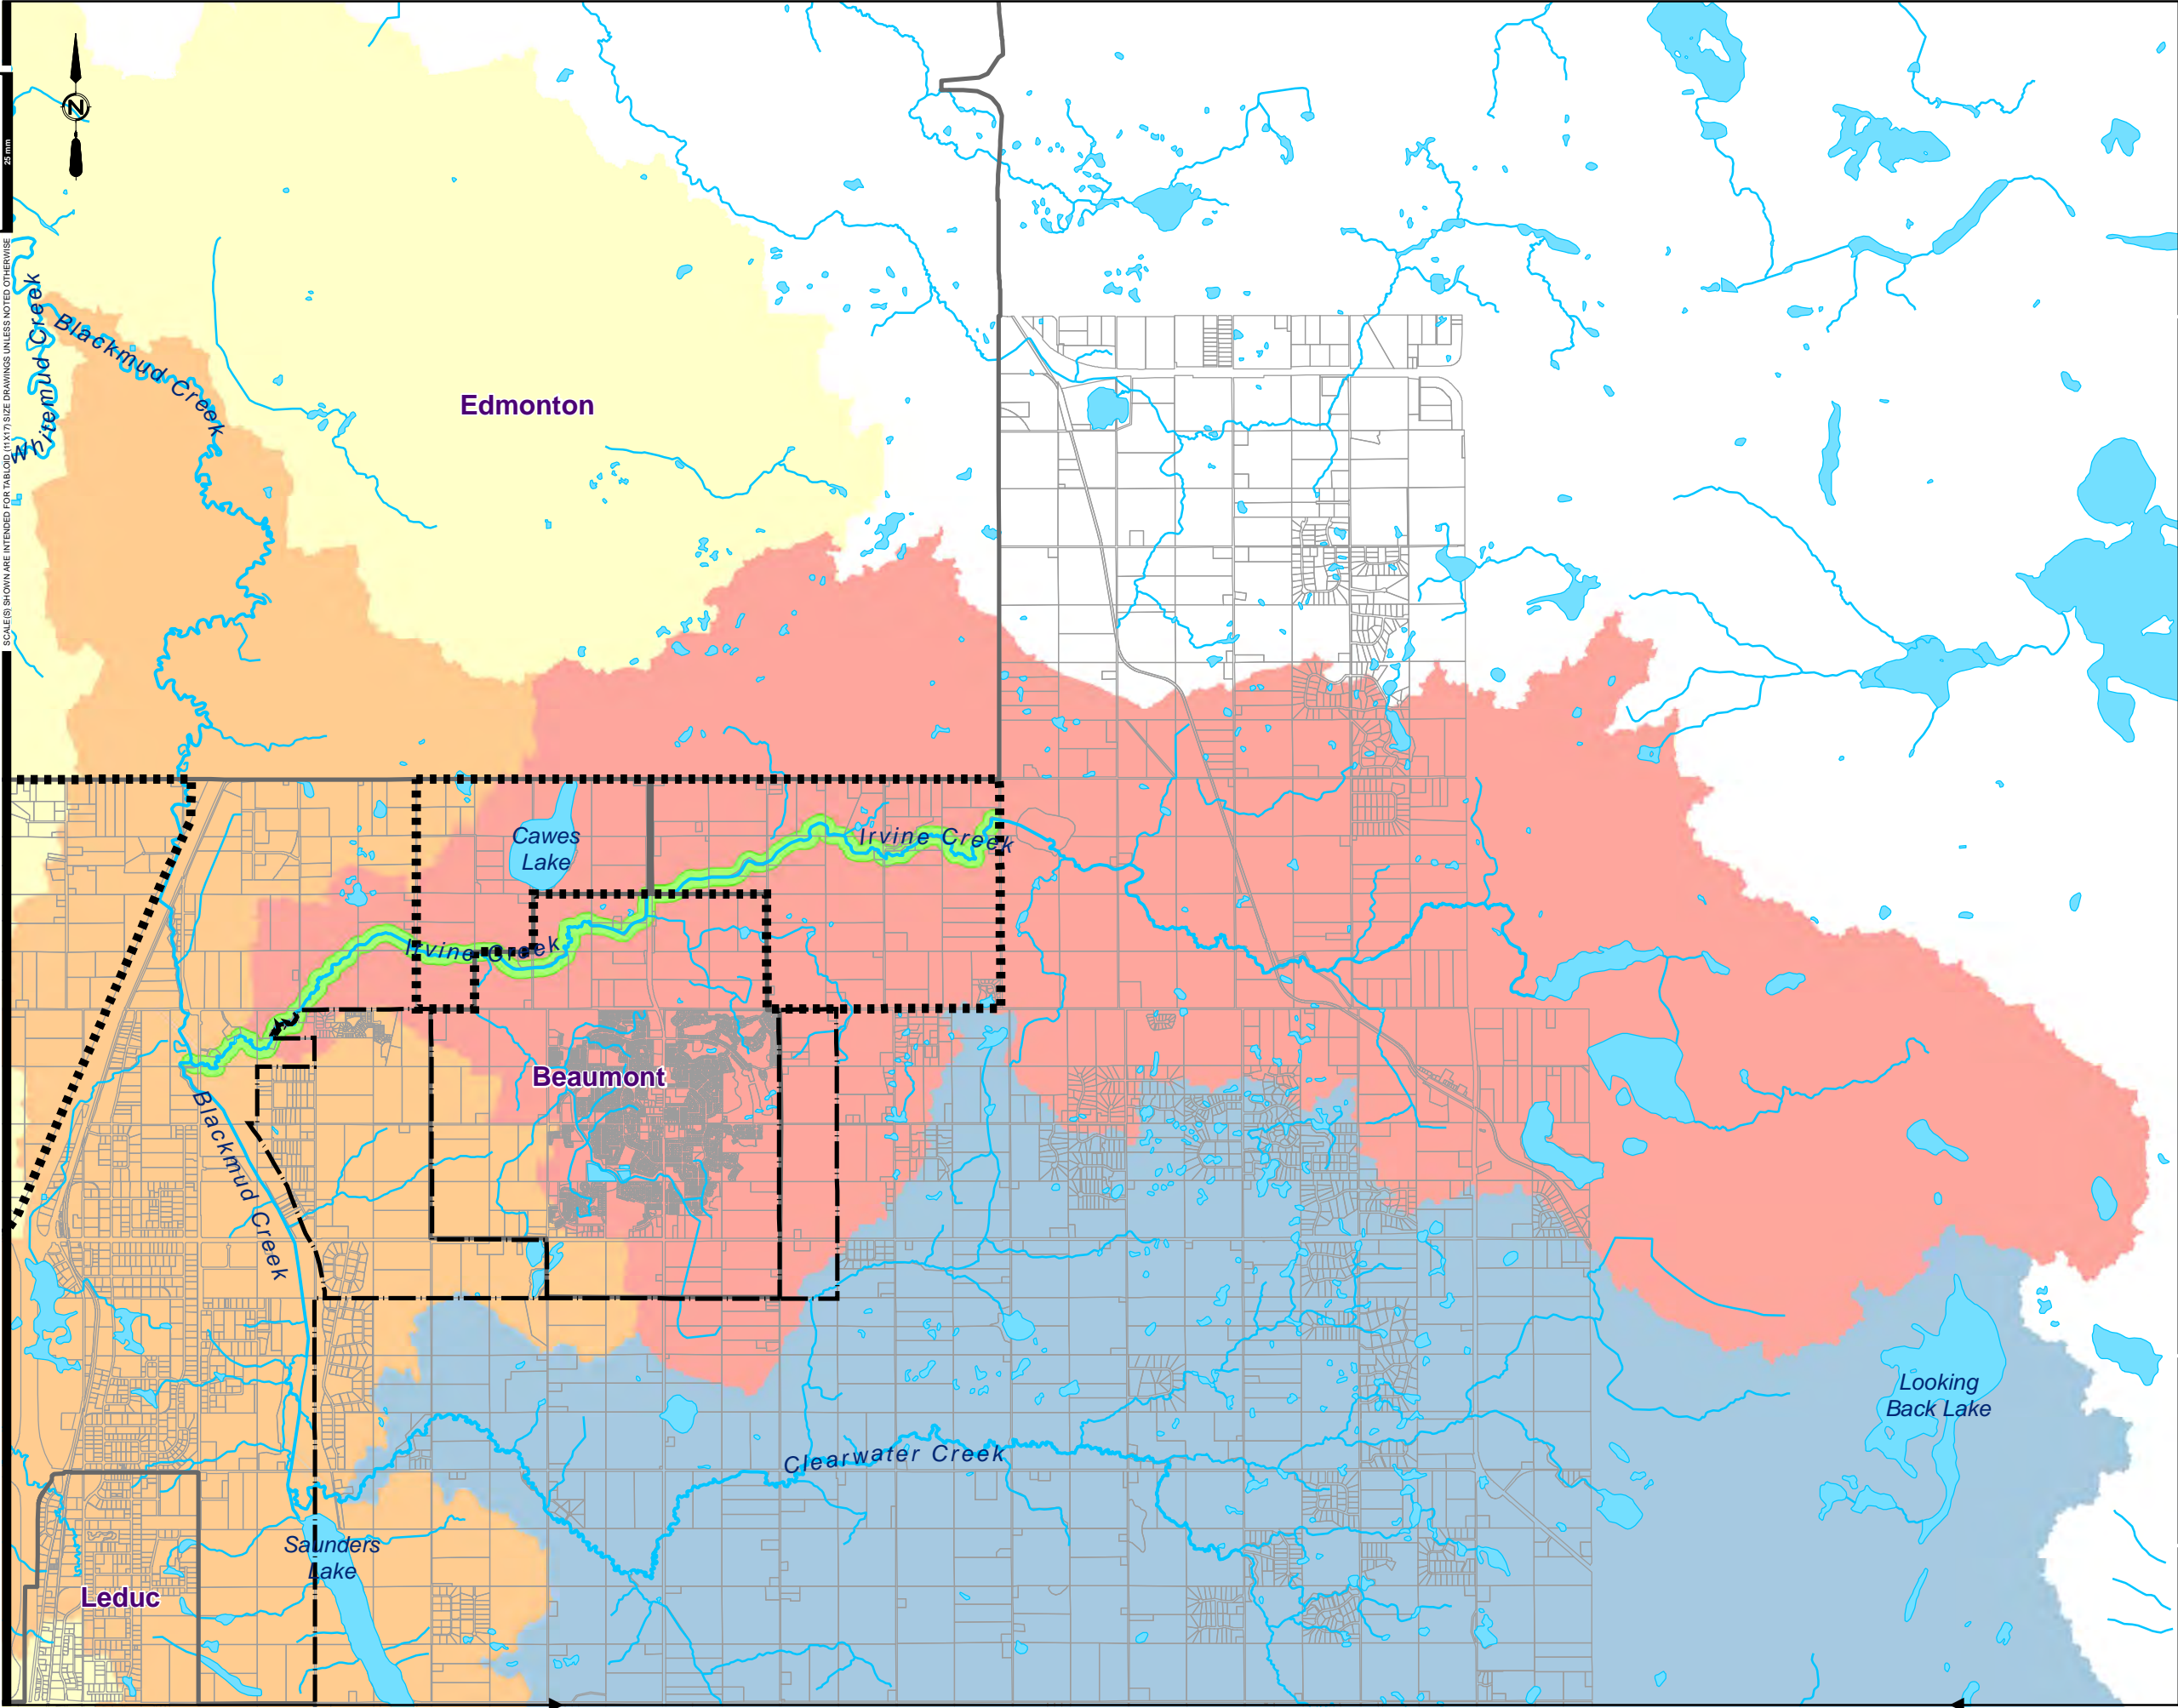 N
25 mm
SCALE(S) SHOWN ARE INTENDED FOR TABLOID (11X17) SIZE DRAWINGS UNLESS NOTED OTHERWISE
Whitemud Creek
Blackmud Creek
Edmonton
Cawes
Lake
Irvine Creek
Irvine Creek
Beaumont
Blackmud Creek
Looking
Back Lake
Clearwater Creek
Saunders
Lake
Leduc